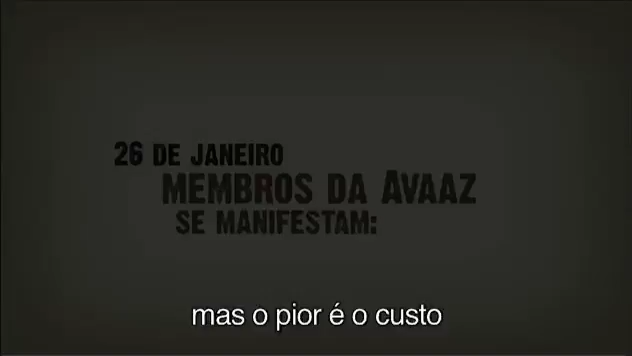 26 DE JANEIRO
MEMBROS DA AVAAZ
SE MANIFESTAM:
mas o pior é o custo